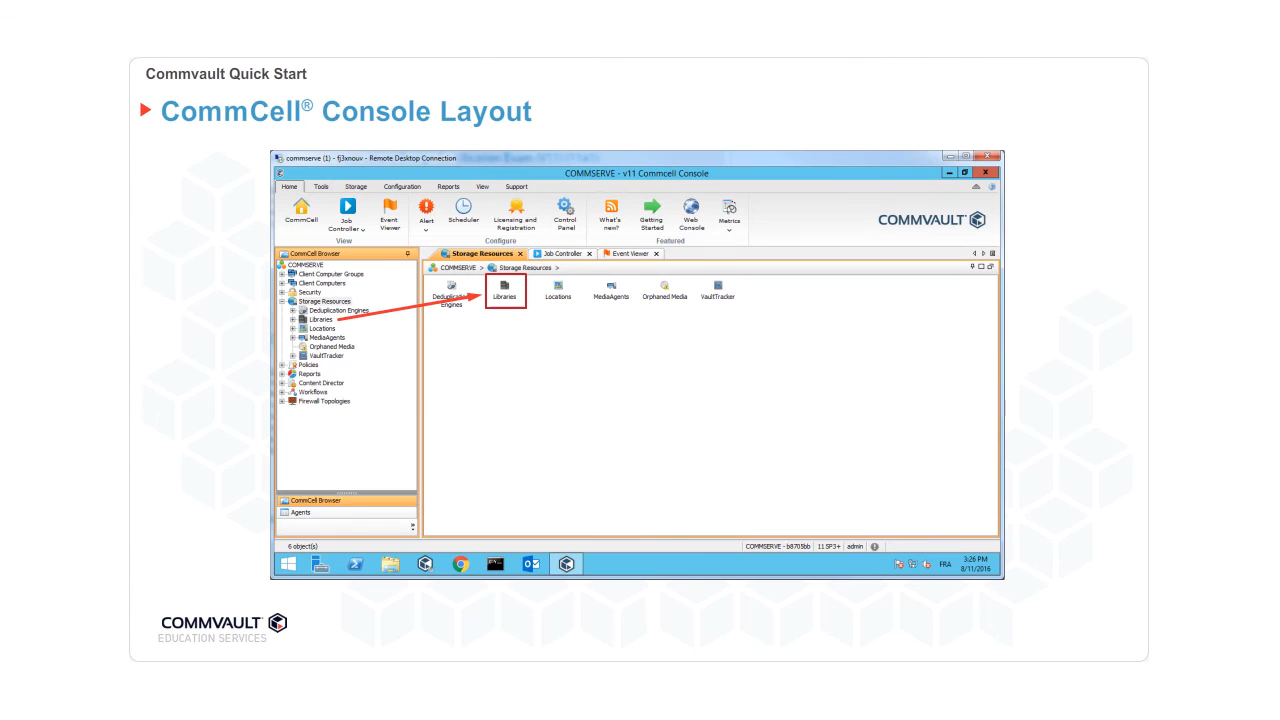 Commvault Quick Start
CommCell® Console Layout
commserve (1) - fj3xnouv - Remote Desktop Connection
COMMSERVE - v11 Commcell Console
Home Tools Storage Configuration Reports View Support
CommCell Job Controller Event Viewer Alert Scheduler Licensing and Registration Control Panel What's new? Getting Started Web Console Metrics
View Configure Featured
COMMVAULT
CommCell Browser
Storage Resources Job Controller Event Viewer
COMMSERVE > Storage Resources >
COMMSERVE
Client Computer Groups
Client Computers
Security
Storage Resources
Deduplication Engines
Libraries
Locations
MediaAgents
Orphaned Media
VaultTracker
Policies
Reports
Content Director
Workflows
Firewall Topologies
Deduplication Engines Libraries Locations MediaAgents Orphaned Media VaultTracker
CommCell Browser
Agents
6 object(s)
COMMSERVE - b8705bb 11SP3+ admin
FRA 3:26 PM
8/11/2016
COMMVAULT
EDUCATION SERVICES